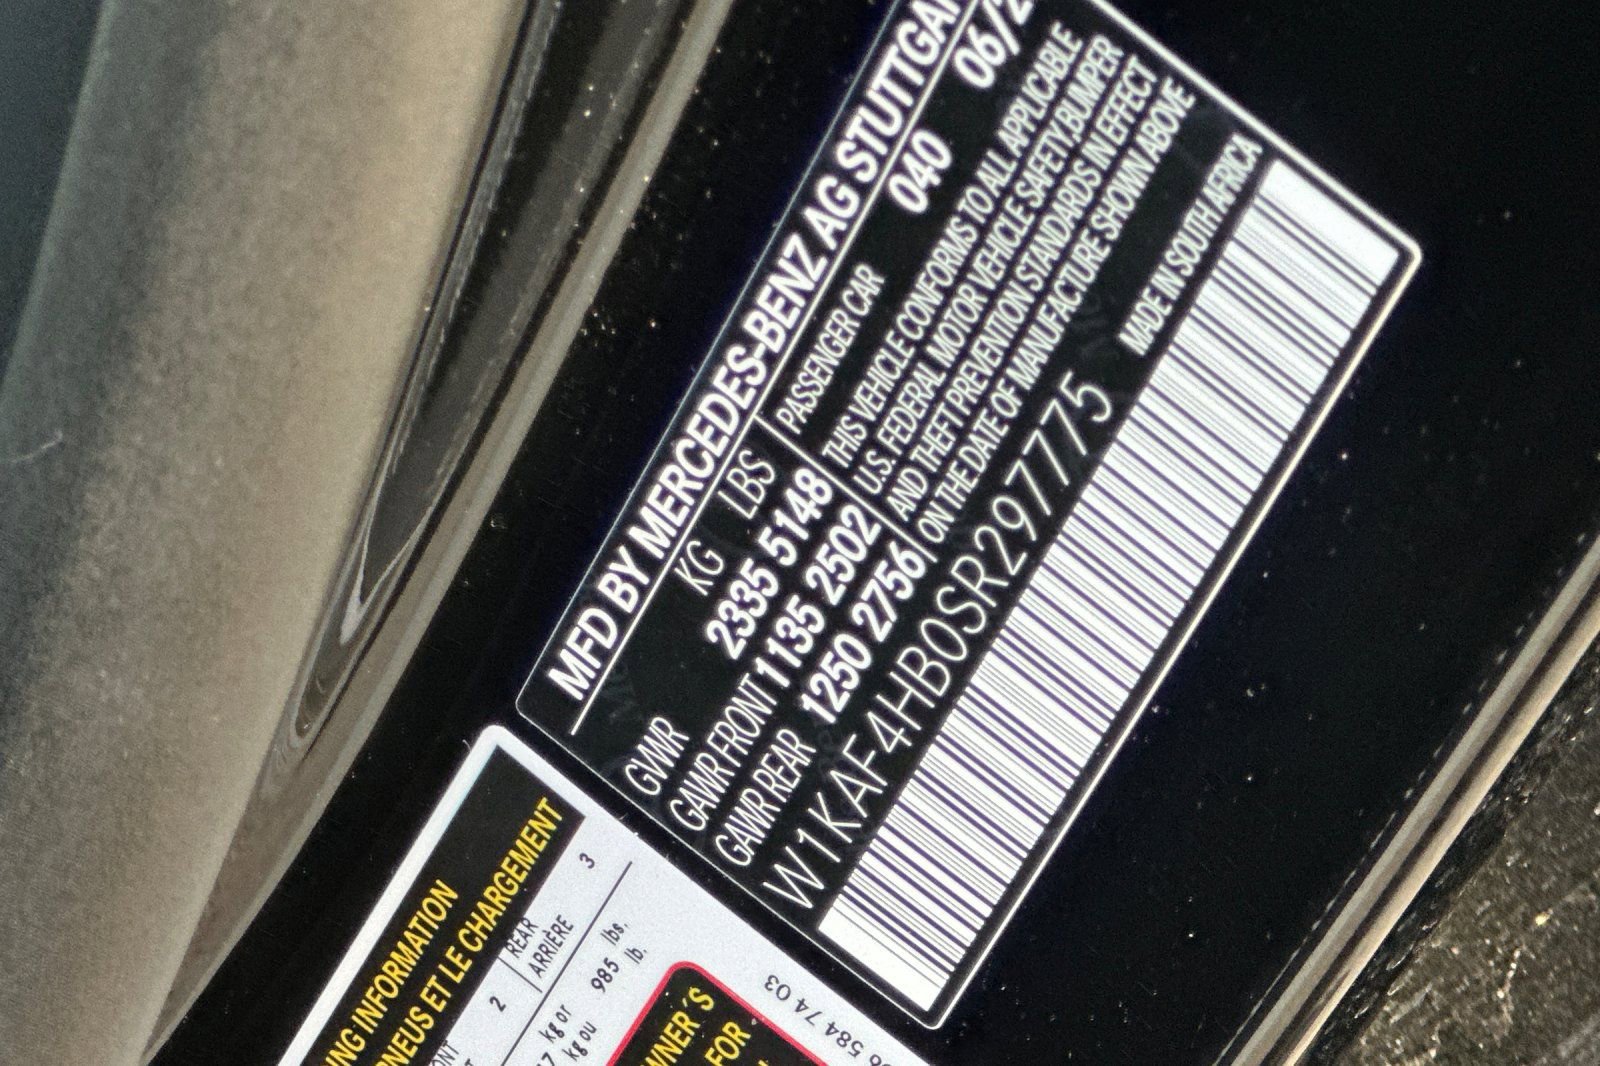 MFD BY MERCEDES-BENZ AG
KG LBS
GVWR 2335 5148
GAWR FRONT 1135 2502
GAWR REAR 1250 2756
PASSENGER CAR 040
THIS VEHICLE CONFORMS TO ALL APPLICABLE
U.S. FEDERAL MOTOR VEHICLE SAFETY,BUMPER
AND THEFT PREVENTION STANDARDS IN EFFECT
ON THE DATE OF MANUFACTURE SHOWN ABOVE
W1KAF4HB0SR297775
MADE IN SOUTH AFRICA
INFORMATION
ET LE CHARGEMENT
2 REAR 3
ARRIÈRE
kg or 985 lbs.
kg ou lb.
FOR
584 74 03